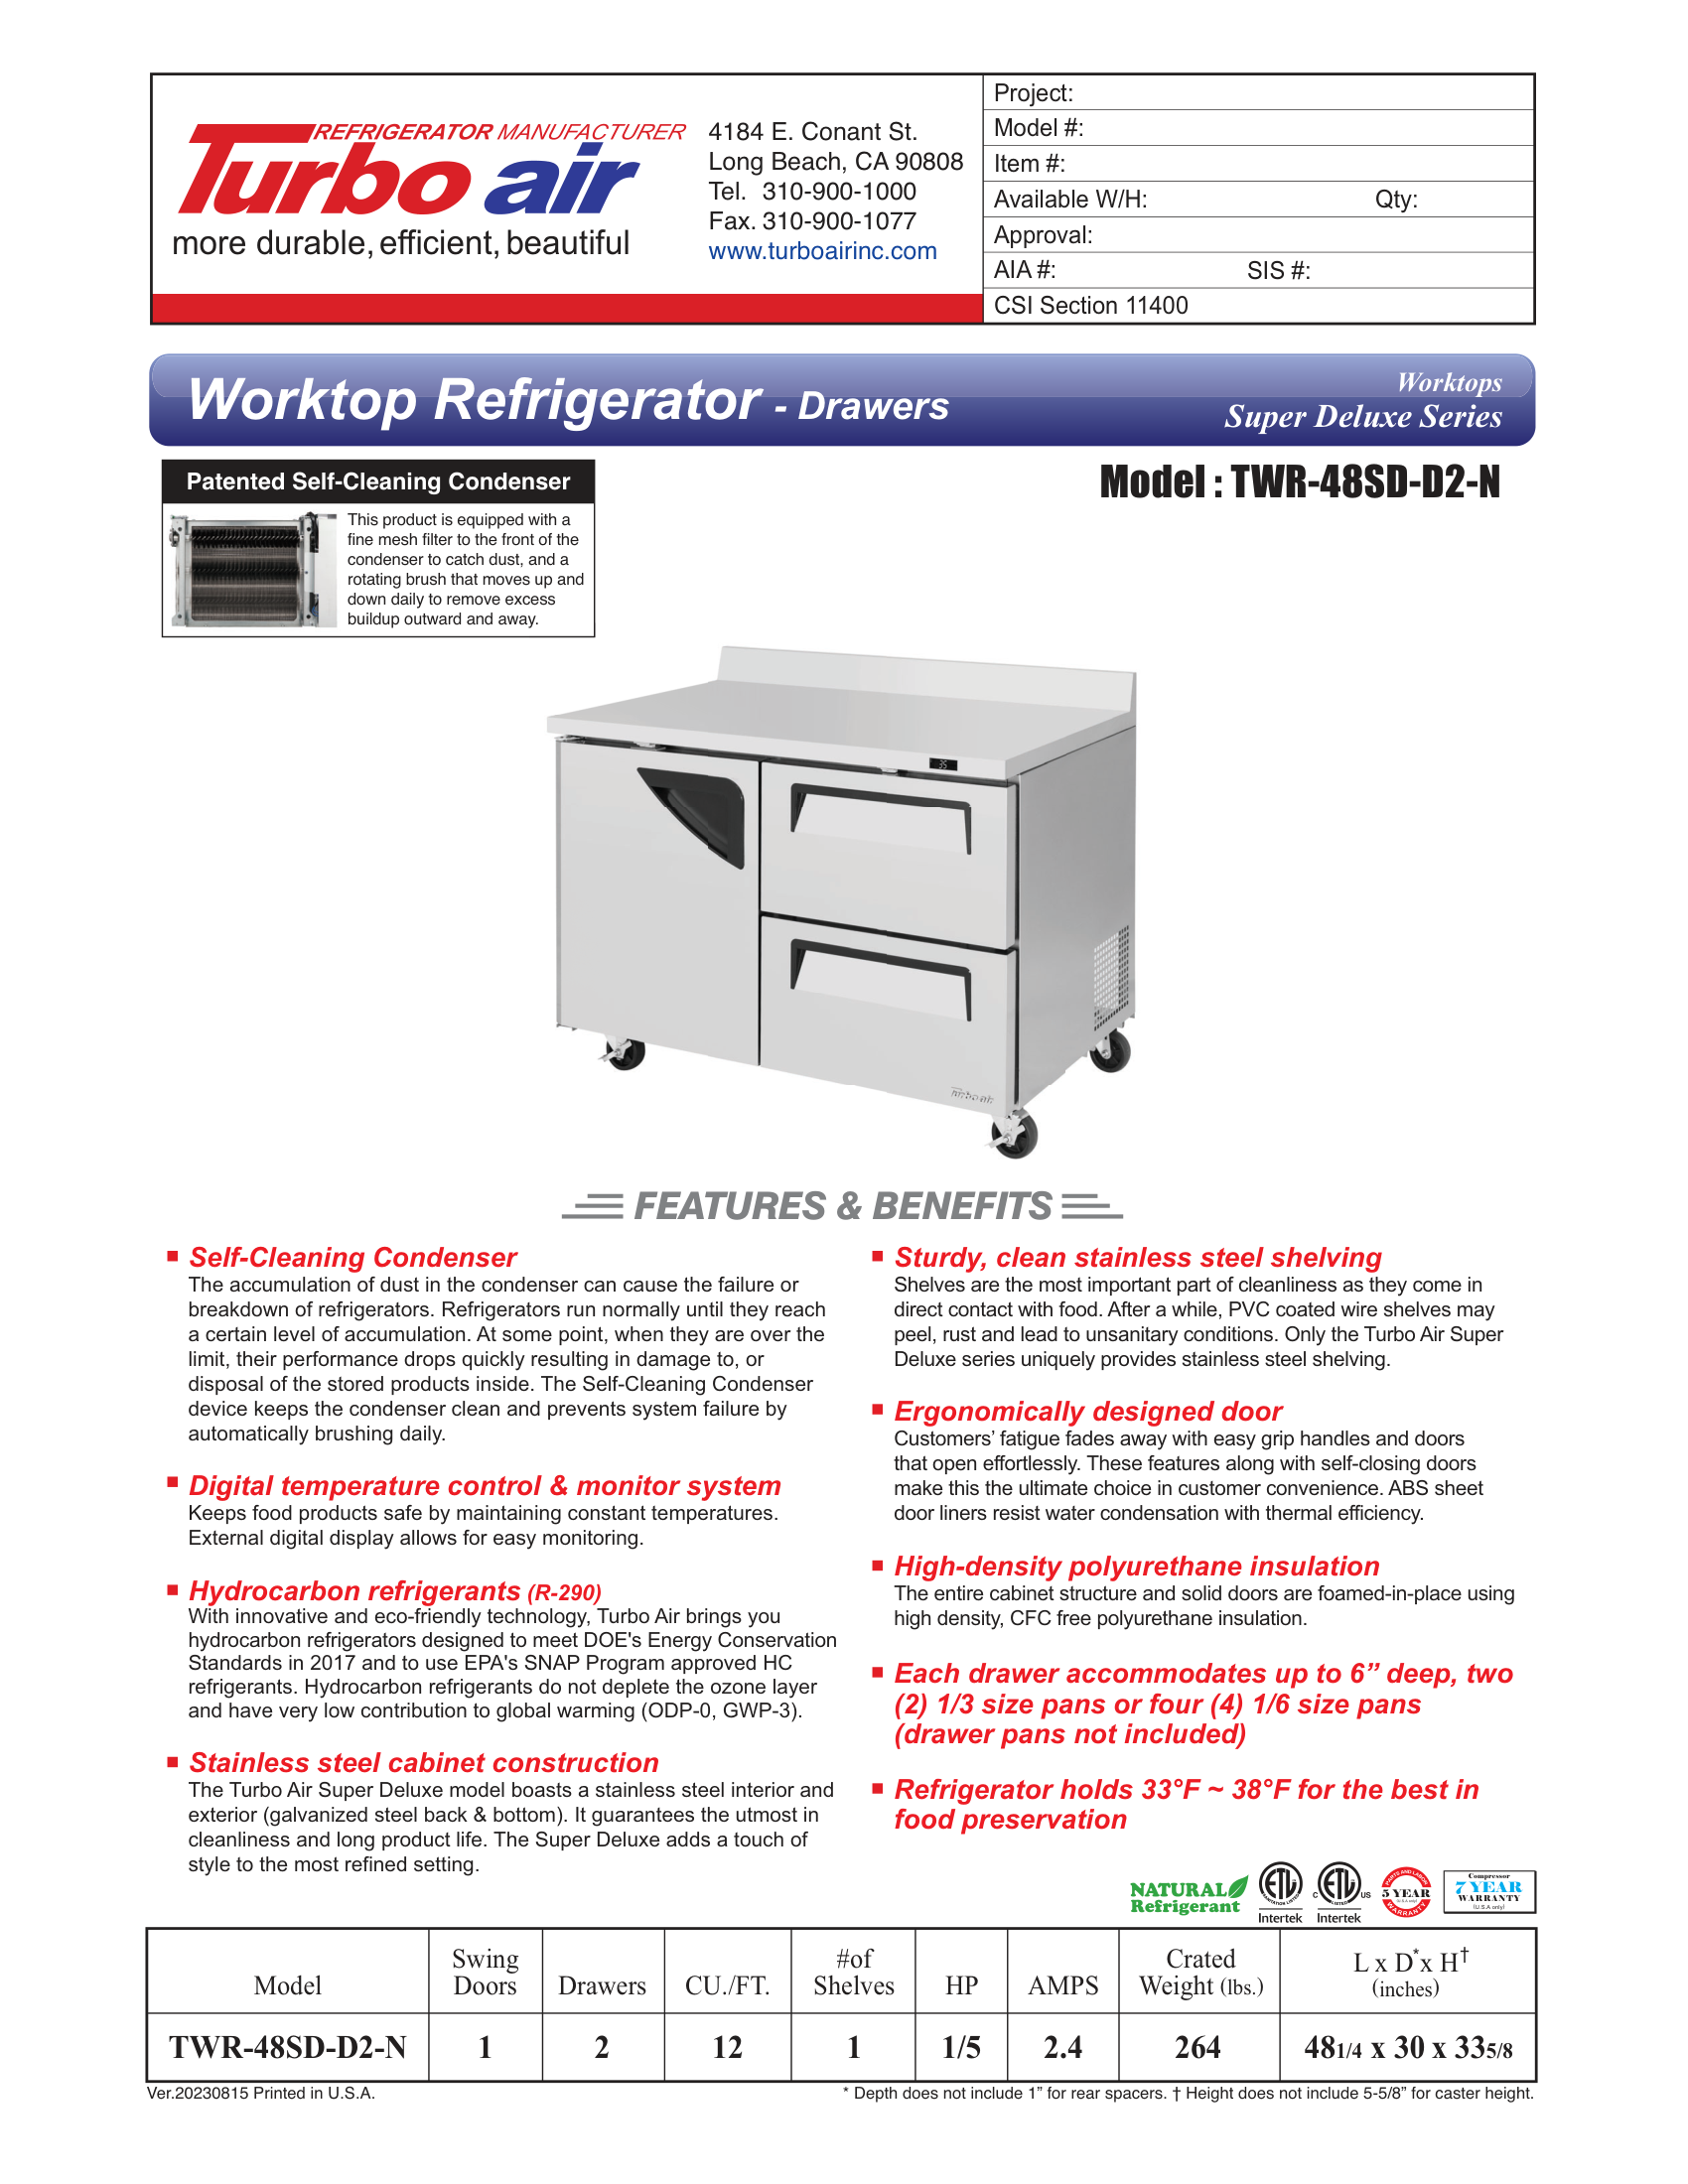 REFRIGERATOR MANUFACTURER
Turbo air
more durable, efficient, beautiful
4184 E. Conant St.
Long Beach, CA 90808
Tel. 310-900-1000
Fax. 310-900-1077
www.turboairinc.com
Project:
Model #:
Item #:
Available W/H: Qty:
Approval:
AIA #: SIS #:
CSI Section 11400
Worktop Refrigerator - Drawers
Worktops
Super Deluxe Series
Patented Self-Cleaning Condenser
This product is equipped with a
fine mesh filter to the front of the
condenser to catch dust, and a
rotating brush that moves up and
down daily to remove excess
buildup outward and away.
Model : TWR-48SD-D2-N
35
Turbo air
FEATURES & BENEFITS
Self-Cleaning Condenser
The accumulation of dust in the condenser can cause the failure or
breakdown of refrigerators. Refrigerators run normally until they reach
a certain level of accumulation. At some point, when they are over the
limit, their performance drops quickly resulting in damage to, or
disposal of the stored products inside. The Self-Cleaning Condenser
device keeps the condenser clean and prevents system failure by
automatically brushing daily.
Digital temperature control & monitor system
Keeps food products safe by maintaining constant temperatures.
External digital display allows for easy monitoring.
Hydrocarbon refrigerants (R-290)
With innovative and eco-friendly technology, Turbo Air brings you
hydrocarbon refrigerators designed to meet DOE's Energy Conservation
Standards in 2017 and to use EPA's SNAP Program approved HC
refrigerants. Hydrocarbon refrigerants do not deplete the ozone layer
and have very low contribution to global warming (ODP-0, GWP-3).
Stainless steel cabinet construction
The Turbo Air Super Deluxe model boasts a stainless steel interior and
exterior (galvanized steel back & bottom). It guarantees the utmost in
cleanliness and long product life. The Super Deluxe adds a touch of
style to the most refined setting.
Sturdy, clean stainless steel shelving
Shelves are the most important part of cleanliness as they come in
direct contact with food. After a while, PVC coated wire shelves may
peel, rust and lead to unsanitary conditions. Only the Turbo Air Super
Deluxe series uniquely provides stainless steel shelving.
Ergonomically designed door
Customers’ fatigue fades away with easy grip handles and doors
that open effortlessly. These features along with self-closing doors
make this the ultimate choice in customer convenience. ABS sheet
door liners resist water condensation with thermal efficiency.
High-density polyurethane insulation
The entire cabinet structure and solid doors are foamed-in-place using
high density, CFC free polyurethane insulation.
Each drawer accommodates up to 6” deep, two
(2) 1/3 size pans or four (4) 1/6 size pans
(drawer pans not included)
Refrigerator holds 33°F ~ 38°F for the best in
food preservation
NATURAL
Refrigerant
ETL
SANITATION LISTED
Intertek
C ETL US
LISTED
Intertek
PARTS AND LABOR
5 YEAR
(U.S.A only)
WARRANTY
Compressor
7 YEAR
WARRANTY
(U.S.A only)
Model | Swing Doors | Drawers | CU./FT. | #of Shelves | HP | AMPS | Crated Weight (lbs.) | L x D* x H† (inches)
TWR-48SD-D2-N | 1 | 2 | 12 | 1 | 1/5 | 2.4 | 264 | 48 1/4 x 30 x 33 5/8
Ver.20230815 Printed in U.S.A.
* Depth does not include 1” for rear spacers. † Height does not include 5-5/8” for caster height.